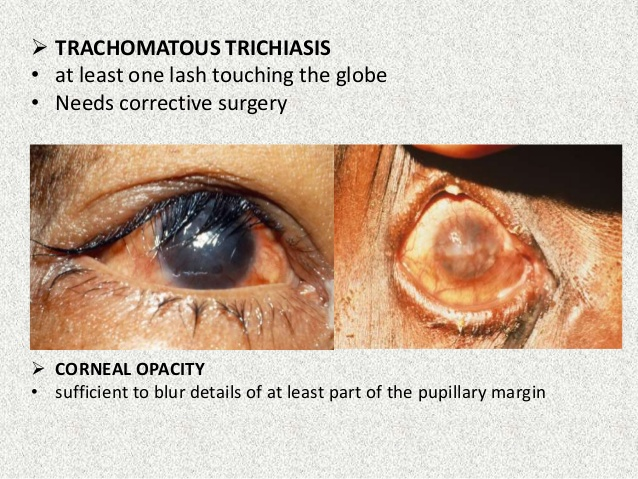 ➢ TRACHOMATOUS TRICHIASIS
• at least one lash touching the globe
• Needs corrective surgery
➢ CORNEAL OPACITY
• sufficient to blur details of at least part of the pupillary margin